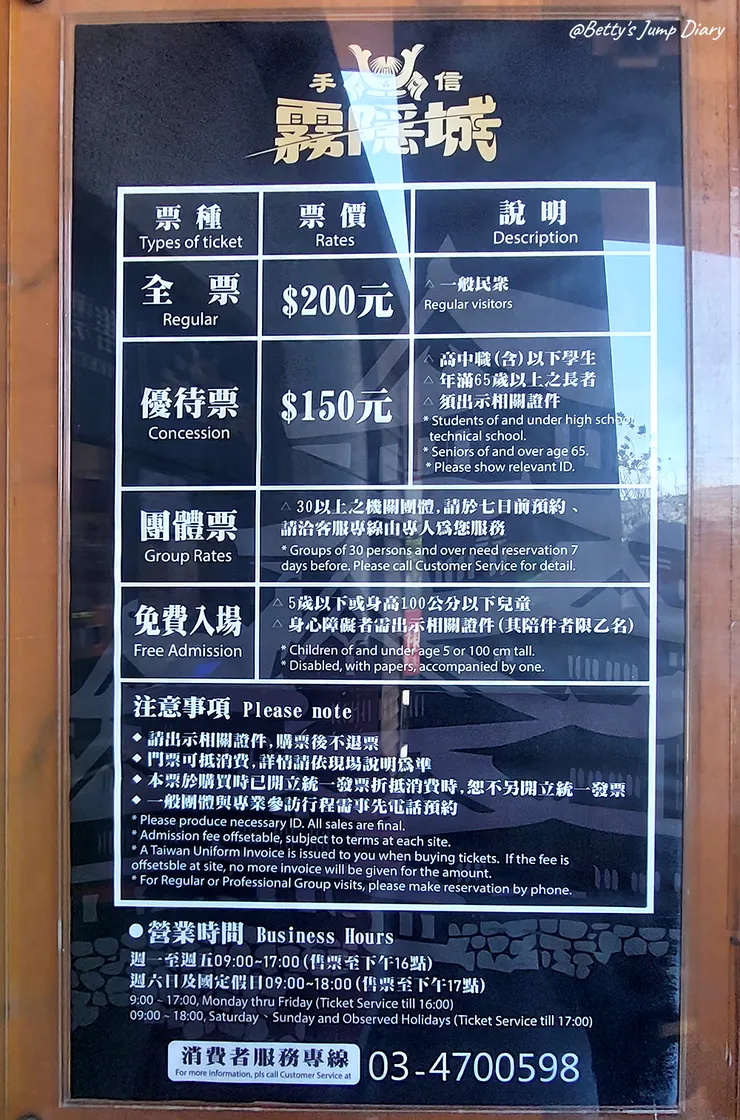 @Betty's Jump Diary
手信
霧隱城
票種 票價 說明
Types of ticket Rates Description
全票 $200元 △ 一般民眾
Regular Regular visitors
優待票 $150元 △ 高中職(含)以下學生
Concession △ 年滿65歲以上之長者
△ 須出示相關證件
* Students of and under high school
technical school.
* Seniors of and over age 65.
* Please show relevant ID.
團體票 △ 30以上之機關團體,請於七日前預約、
Group Rates 請洽客服專線由專人為您服務
* Groups of 30 persons and over need reservation 7
days before. Please call Customer Service for detail.
免費入場 △ 5歲以下或身高100公分以下兒童
Free Admission △ 身心障礙者需出示相關證件(其陪伴者限乙名)
* Children of and under age 5 or 100 cm tall.
* Disabled, with papers, accompanied by one.
注意事項 Please note
◆ 請出示相關證件,購票後不退票
◆ 門票可抵消費,詳情請依現場說明為準
◆ 本票於購買時已開立統一發票折抵消費時,恕不另開立統一發票
◆ 一般團體與專業參訪行程需事先電話預約
* Please produce necessary ID. All sales are final.
* Admission fee offsetable, subject to terms at each site.
* A Taiwan Uniform Invoice is issued to you when buying tickets. If the fee is
offsetsble at site, no more invoice will be given for the amount.
* For Regular or Professional Group visits, please make reservation by phone.
●營業時間 Business Hours
週一至週五09:00~17:00(售票至下午16點)
週六日及國定假日09:00~18:00(售票至下午17點)
9:00 ~ 17:00, Monday thru Friday (Ticket Service till 16:00)
09:00 ~ 18:00, Saturday、Sunday and Observed Holidays (Ticket Service till 17:00)
消費者服務專線 03-4700598
For more information, pls call Customer Service at